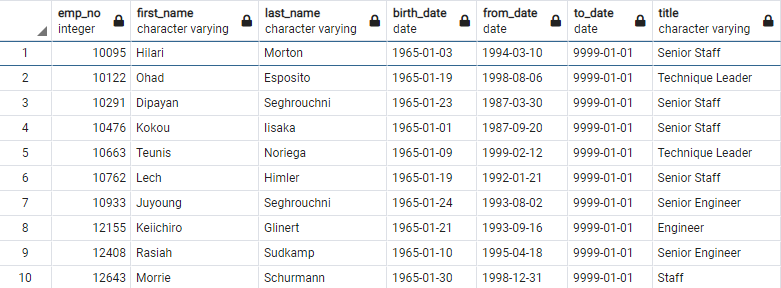 emp_no first_name last_name birth_date from_date to_date title
integer character varying character varying date date date character varying
1 10095 Hilari Morton 1965-01-03 1994-03-10 9999-01-01 Senior Staff
2 10122 Ohad Esposito 1965-01-19 1998-08-06 9999-01-01 Technique Leader
3 10291 Dipayan Seghrouchni 1965-01-23 1987-03-30 9999-01-01 Senior Staff
4 10476 Kokou Iisaka 1965-01-01 1987-09-20 9999-01-01 Senior Staff
5 10663 Teunis Noriega 1965-01-09 1999-02-12 9999-01-01 Technique Leader
6 10762 Lech Himler 1965-01-19 1992-01-21 9999-01-01 Senior Staff
7 10933 Juyoung Seghrouchni 1965-01-24 1993-08-02 9999-01-01 Senior Engineer
8 12155 Keiichiro Glinert 1965-01-21 1993-09-16 9999-01-01 Engineer
9 12408 Rasiah Sudkamp 1965-01-10 1995-04-18 9999-01-01 Senior Engineer
10 12643 Morrie Schurmann 1965-01-30 1998-12-31 9999-01-01 Staff